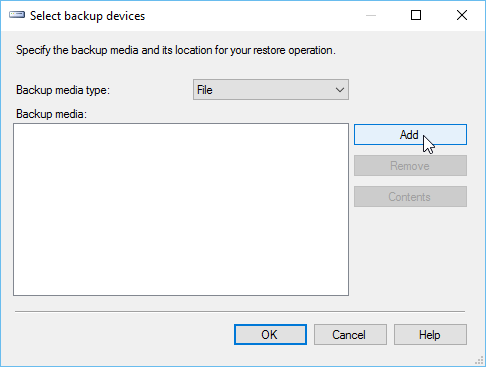 Select backup devices
Specify the backup media and its location for your restore operation.
Backup media type:
File
Backup media:
Add
Remove
Contents
OK
Cancel
Help